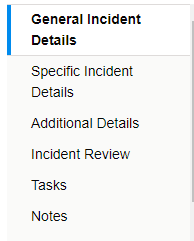 General Incident
Details
Specific Incident
Details
Additional Details
Incident Review
Tasks
Notes